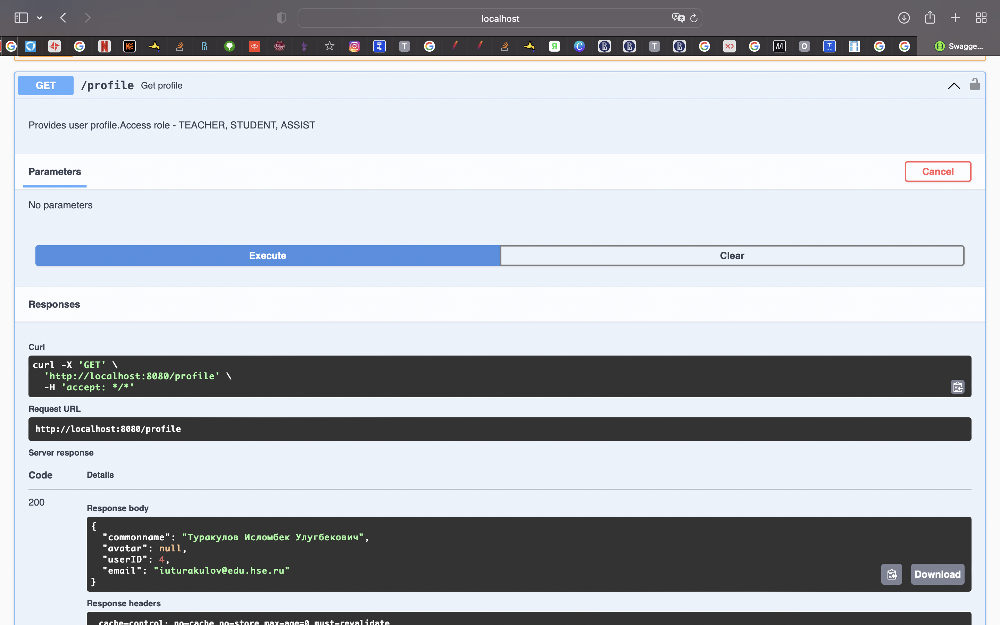 localhost
Swagge...
GET /profile Get profile
Provides user profile.Access role - TEACHER, STUDENT, ASSIST
Parameters
Cancel
No parameters
Execute
Clear
Responses
Curl
curl -X 'GET' \
'http://localhost:8080/profile' \
-H 'accept: */*'
Request URL
http://localhost:8080/profile
Server response
Code Details
200
Response body
{
"commonname": "Туракулов Исломбек Улугбекович",
"avatar": null,
"userID": 4,
"email": "iuturakulov@edu.hse.ru"
}
Download
Response headers
cache-control: no-cache,no-store,max-age=0,must-revalidate